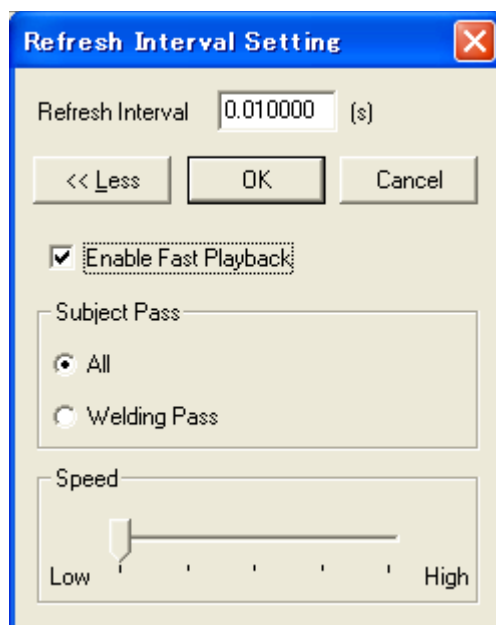 Refresh Interval Setting
Refresh Interval 0.010000 (s)
<< Less OK Cancel
Enable Fast Playback
Subject Pass
All
Welding Pass
Speed
Low High